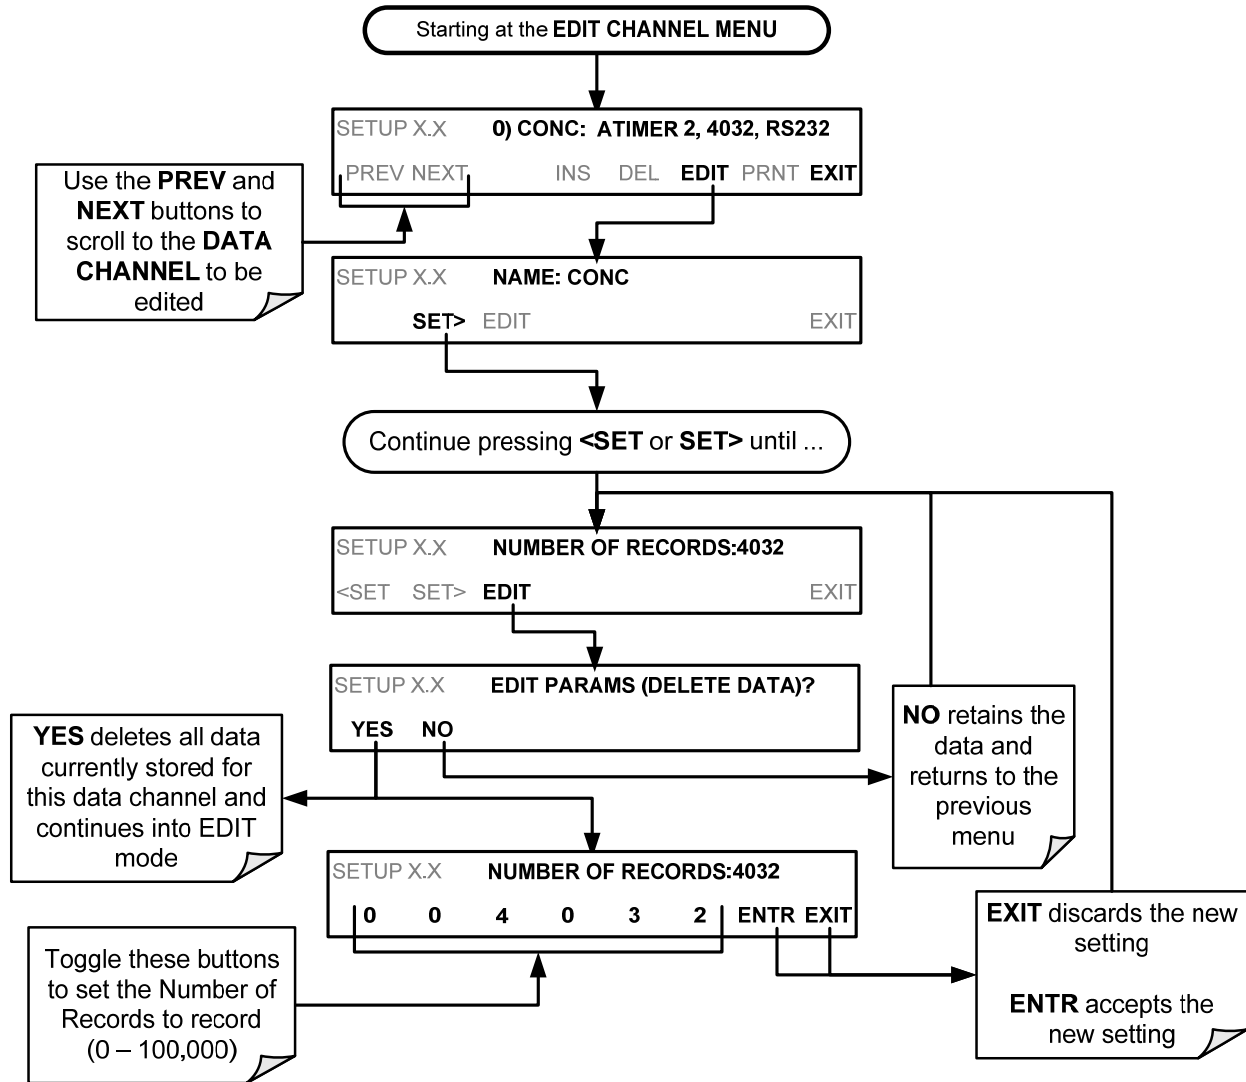 Starting at the EDIT CHANNEL MENU
SETUP X.X 0) CONC: ATIMER 2, 4032, RS232
PREV NEXT INS DEL EDIT PRNT EXIT
Use the PREV and
NEXT buttons to
scroll to the DATA
CHANNEL to be
edited
SETUP X.X NAME: CONC
SET> EDIT EXIT
Continue pressing <SET or SET> until ...
SETUP X.X NUMBER OF RECORDS:4032
<SET SET> EDIT EXIT
SETUP X.X EDIT PARAMS (DELETE DATA)?
YES NO
NO retains the
data and
returns to the
previous
menu
YES deletes all data
currently stored for
this data channel and
continues into EDIT
mode
SETUP X.X NUMBER OF RECORDS:4032
0 0 4 0 3 2 ENTR EXIT
Toggle these buttons
to set the Number of
Records to record
(0 – 100,000)
EXIT discards the new
setting
ENTR accepts the
new setting